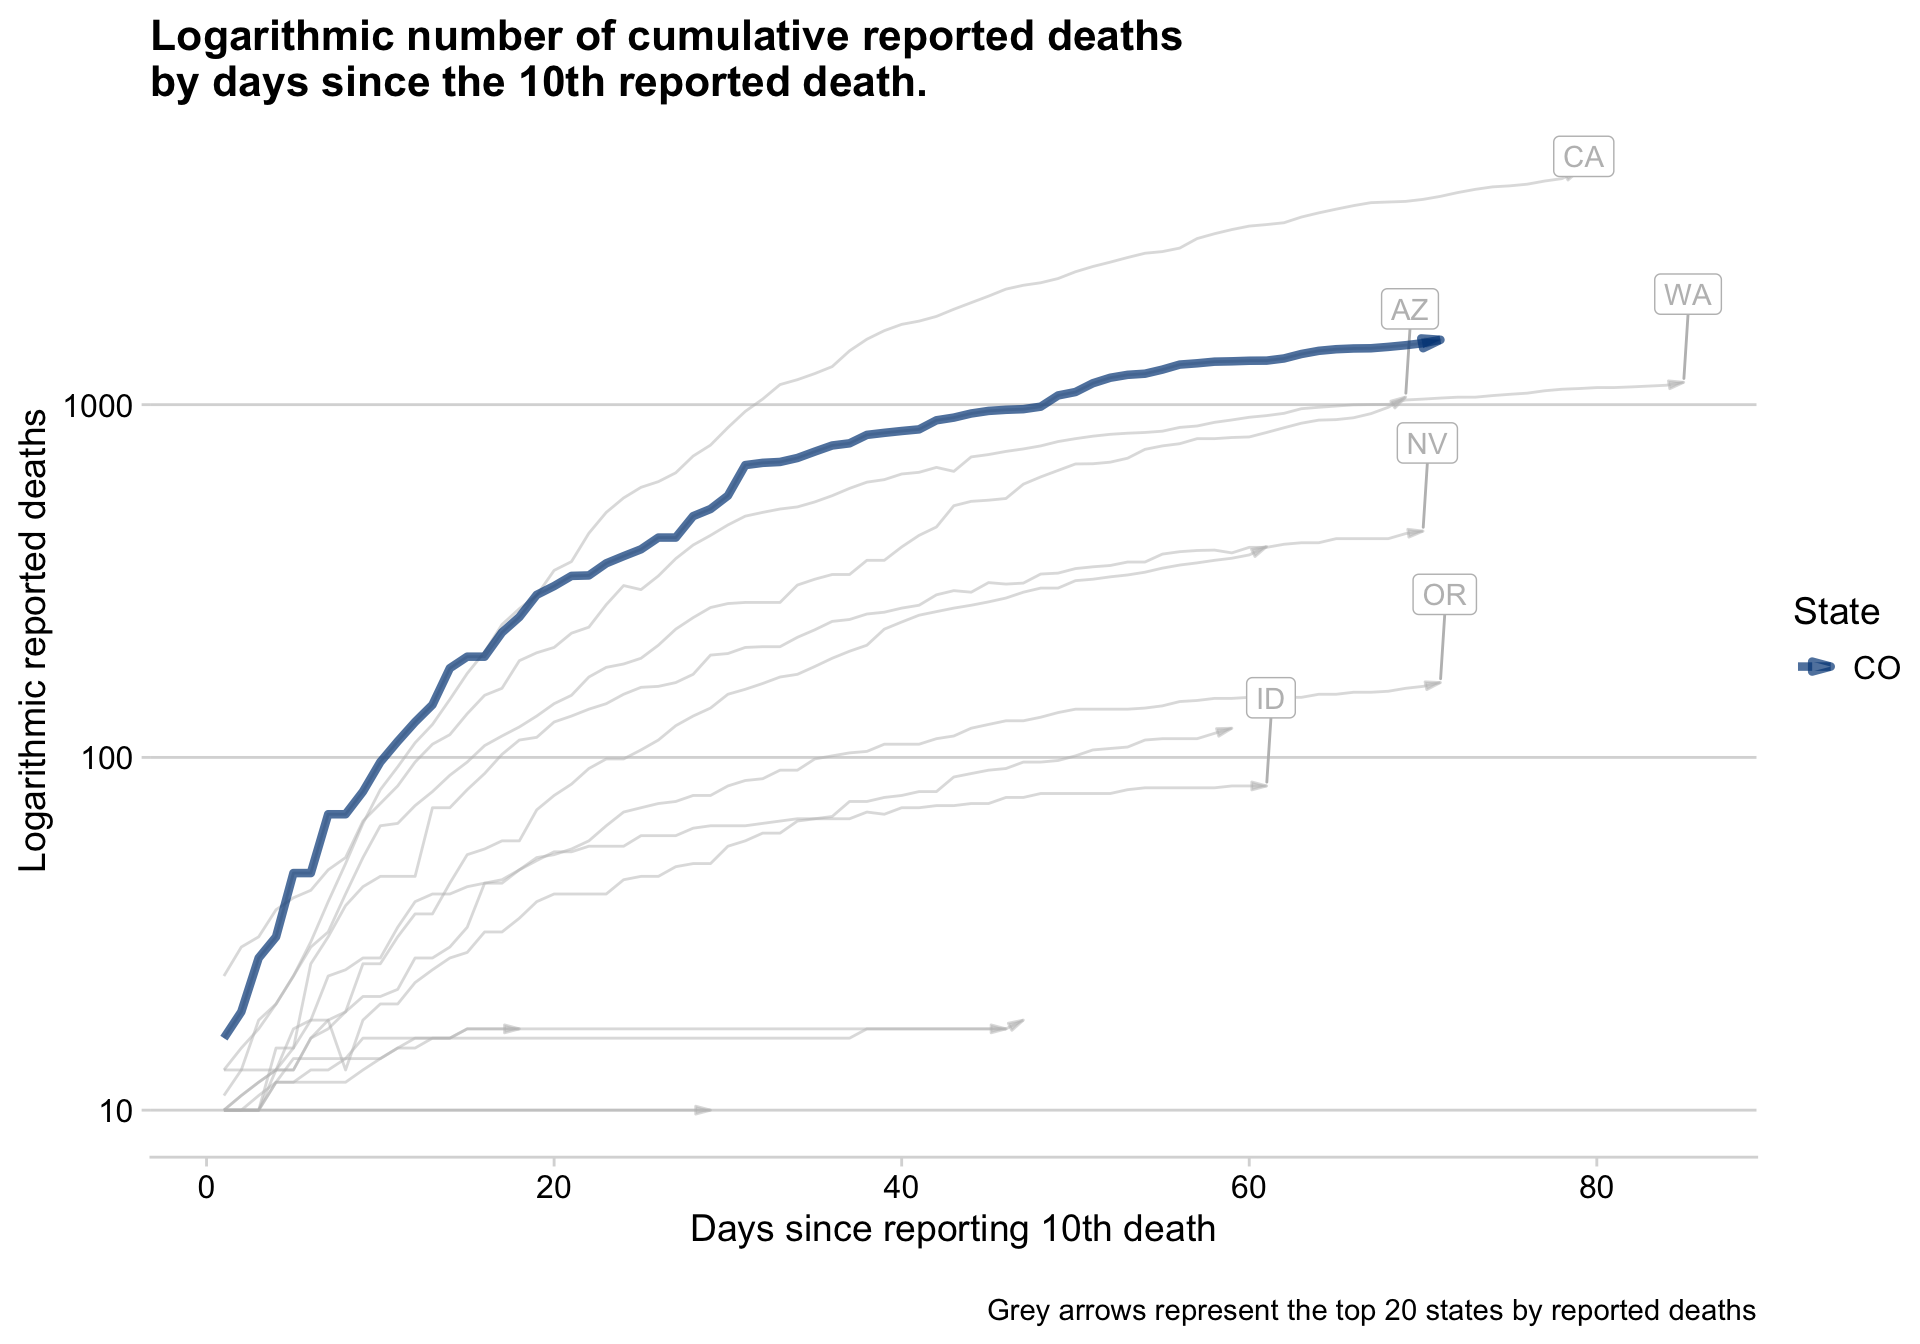 Logarithmic number of cumulative reported deaths
by days since the 10th reported death.
CA
WA
AZ
1000
NV
Logarithmic reported deaths
OR
State
CO
ID
100
10
0 20 40 60 80
Days since reporting 10th death
Grey arrows represent the top 20 states by reported deaths